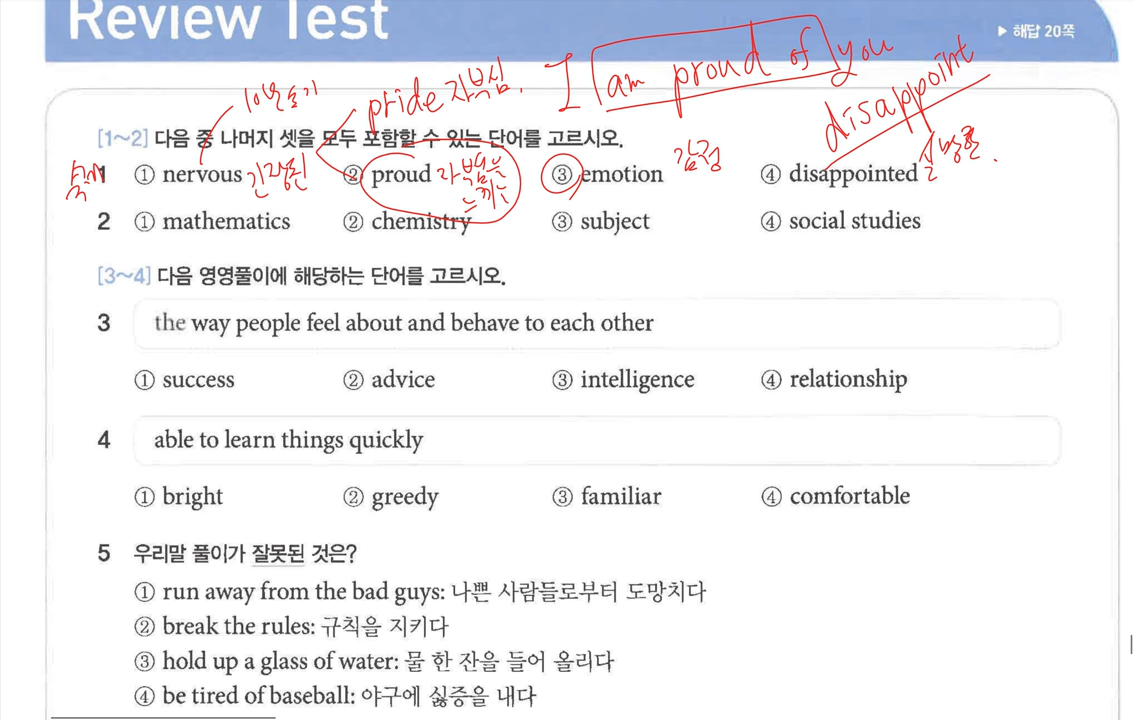 Review Test
▶ 해답 20쪽
I am proud of you
pride 자부심.
disappoint
[1~2] 다음 중 나머지 셋을 모두 포함할 수 있는 단어를 고르시오.
1 ① nervous 긴장된 ② proud 자부심을 느끼는 ③ emotion 감정 ④ disappointed
2 ① mathematics ② chemistry ③ subject ④ social studies
[3~4] 다음 영영풀이에 해당하는 단어를 고르시오.
3 the way people feel about and behave to each other
① success ② advice ③ intelligence ④ relationship
4 able to learn things quickly
① bright ② greedy ③ familiar ④ comfortable
5 우리말 풀이가 잘못된 것은?
① run away from the bad guys: 나쁜 사람들로부터 도망치다
② break the rules: 규칙을 지키다
③ hold up a glass of water: 물 한 잔을 들어 올리다
④ be tired of baseball: 야구에 싫증을 내다